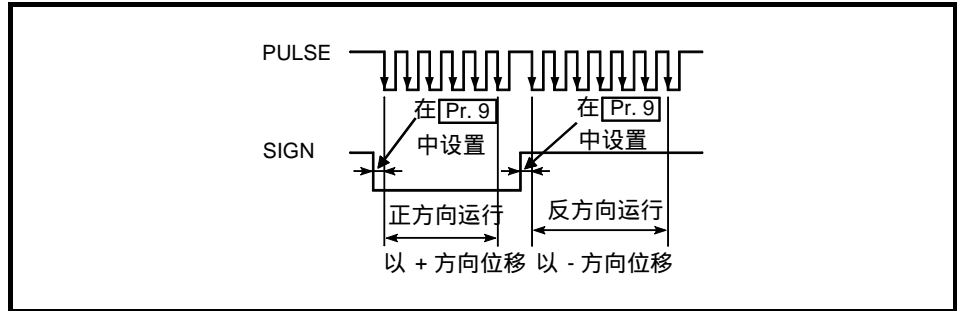 PULSE
在 Pr. 9
中设置
在 Pr. 9
中设置
SIGN
正方向运行
反方向运行
以 + 方向位移
以 - 方向位移